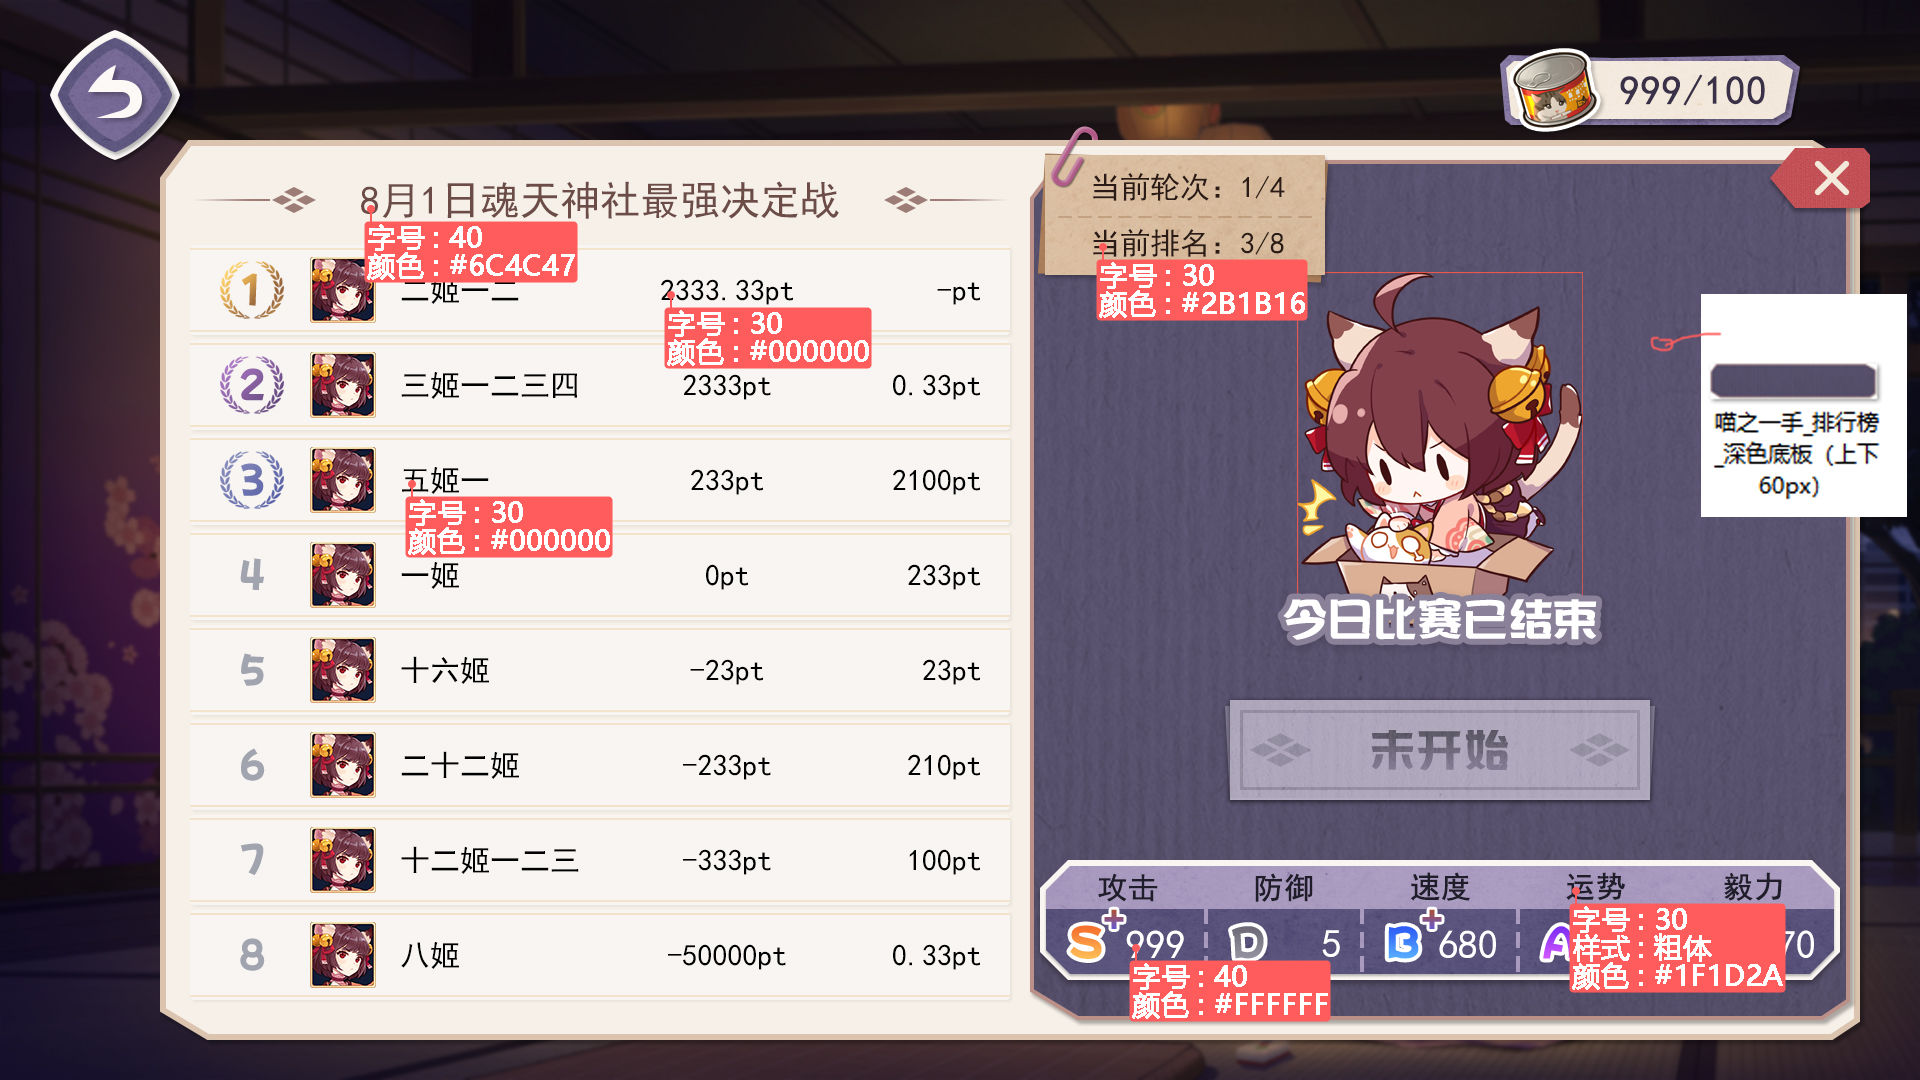 999/100
8月1日魂天神社最强决定战
字号：40
颜色：#6C4C47
1
二姬一二
2333.33pt
-pt
字号：30
颜色：#000000
2
三姬一二三四
2333pt
0.33pt
3
五姬一
233pt
2100pt
字号：30
颜色：#000000
4
一姬
0pt
233pt
5
十六姬
-23pt
23pt
6
二十二姬
-233pt
210pt
7
十二姬一二三
-333pt
100pt
8
八姬
-50000pt
0.33pt
当前轮次：1/4
当前排名：3/8
字号：30
颜色：#2B1B16
喵之一手_排行榜
_深色底板（上下
60px）
今日比赛已结束
未开始
攻击 防御 速度 运势 毅力
S+ 999 D 5 B+ 680 A 70
字号：30
样式：粗体
颜色：#1F1D2A
字号：40
颜色：#FFFFFF